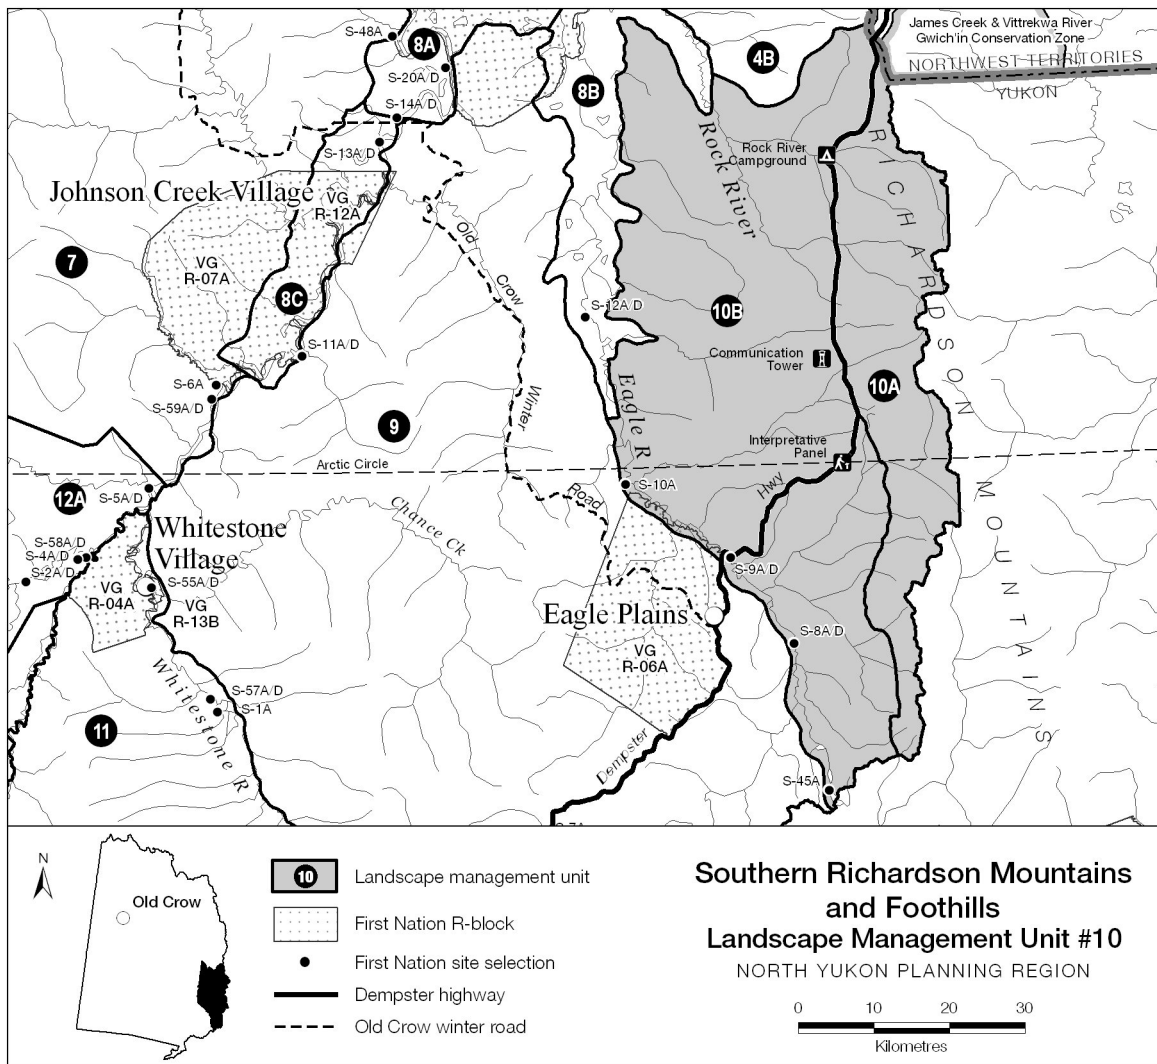 S-48A
8A
S-20A/D
S-14A/D
S-13A/D
8B
4B
James Creek & Vittrekwa River
Gwich'in Conservation Zone
NORTHWEST TERRITORIES
YUKON
Rock River
Rock River
Campground
RICHARDSON MOUNTAINS
Johnson Creek Village
VG
R-12A
VG
R-07A
7
8C
Old Crow Winter Road
S-12A/D
10B
S-11A/D
Communication
Tower
10A
S-6A
S-59A/D
9
Eagle R
Interpretative
Panel
Arctic Circle
12A
S-5A/D
S-10A
Hwy
Chance Ck
Whitestone
Village
S-58A/D
S-4A/D
S-2A/D
S-55A/D
VG
R-04A
VG
R-13B
S-9A/D
Eagle Plains
S-8A/D
VG
R-06A
Whitestone R
S-57A/D
S-1A
11
Dempster
S-45A
N
Old Crow
10
Landscape management unit
First Nation R-block
First Nation site selection
Dempster highway
Old Crow winter road
Southern Richardson Mountains
and Foothills
Landscape Management Unit #10
NORTH YUKON PLANNING REGION
0 10 20 30
Kilometres